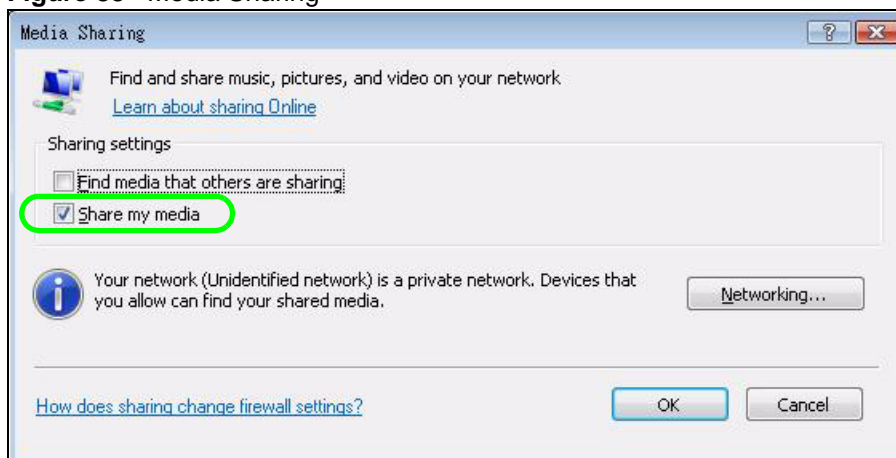 Media Sharing
Find and share music, pictures, and video on your network
Learn about sharing Online
Sharing settings
Find media that others are sharing
Share my media
Your network (Unidentified network) is a private network. Devices that
you allow can find your shared media.
Networking...
How does sharing change firewall settings?
OK
Cancel